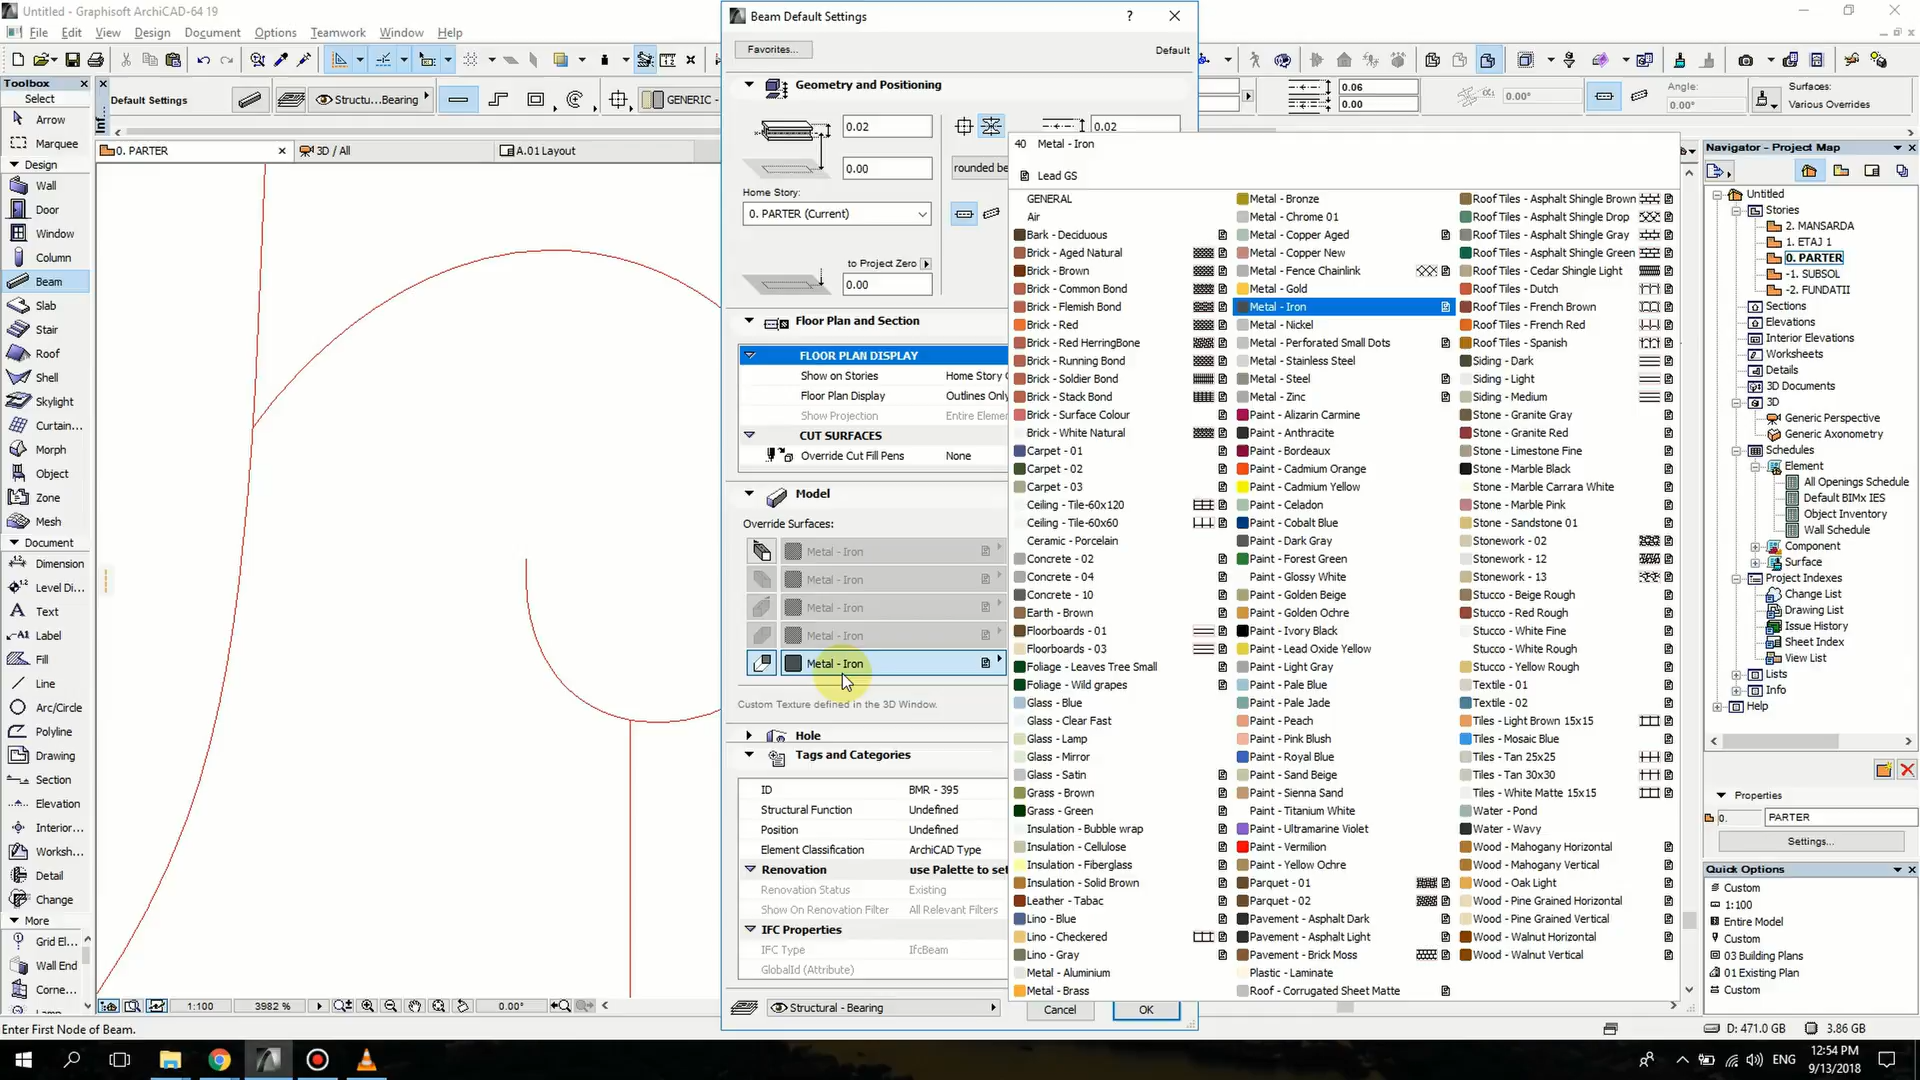 Untitled - Graphisoft ArchiCAD-64 19
File Edit View Design Document Options Teamwork Window Help
Toolbox
Select
Arrow
Marquee
Design
Wall
Door
Window
Column
Beam
Slab
Stair
Roof
Shell
Skylight
Curtain...
Morph
Object
Zone
Mesh
Document
Dimension
Level Di...
Text
Label
Fill
Line
Arc/Circle
Polyline
Drawing
Section
Elevation
Interior...
Worksh...
Detail
Change
More
Grid El...
Wall End
Corne...
Default Settings
Structu...Bearing
GENERIC -
0. PARTER
3D / All
A.01 Layout
0.06
0.00
0.00°
Angle:
0.00°
Surfaces:
Various Overrides
Beam Default Settings
?
Favorites...
Default
Geometry and Positioning
0.02
0.00
0.02
rounded be
Home Story:
0. PARTER (Current)
to Project Zero
0.00
Floor Plan and Section
FLOOR PLAN DISPLAY
Show on Stories Home Story
Floor Plan Display Outlines Only
Show Projection Entire Eleme
CUT SURFACES
Override Cut Fill Pens None
Model
Override Surfaces:
Metal - Iron
Metal - Iron
Metal - Iron
Metal - Iron
Metal - Iron
Custom Texture defined in the 3D Window.
Hole
Tags and Categories
ID BMR - 395
Structural Function Undefined
Position Undefined
Element Classification ArchiCAD Type
Renovation use Palette to set
Renovation Status Existing
Show On Renovation Filter All Relevant Filters
IFC Properties
IFC Type IfcBeam
GlobalId (Attribute)
Structural - Bearing
Cancel
OK
40 Metal - Iron
Lead GS
GENERAL
Air
Bark - Deciduous
Brick - Aged Natural
Brick - Brown
Brick - Common Bond
Brick - Flemish Bond
Brick - Red
Brick - Red HerringBone
Brick - Running Bond
Brick - Soldier Bond
Brick - Stack Bond
Brick - Surface Colour
Brick - White Natural
Carpet - 01
Carpet - 02
Carpet - 03
Ceiling - Tile-60x120
Ceiling - Tile-60x60
Ceramic - Porcelain
Concrete - 02
Concrete - 04
Concrete - 10
Earth - Brown
Floorboards - 01
Floorboards - 03
Foliage - Leaves Tree Small
Foliage - Wild grapes
Glass - Blue
Glass - Clear Fast
Glass - Lamp
Glass - Mirror
Glass - Satin
Grass - Brown
Grass - Green
Insulation - Bubble wrap
Insulation - Cellulose
Insulation - Fiberglass
Insulation - Solid Brown
Leather - Tabac
Lino - Blue
Lino - Checkered
Lino - Gray
Metal - Aluminium
Metal - Brass
Metal - Bronze
Metal - Chrome 01
Metal - Copper Aged
Metal - Copper New
Metal - Fence Chainlink
Metal - Gold
Metal - Iron
Metal - Nickel
Metal - Perforated Small Dots
Metal - Stainless Steel
Metal - Steel
Metal - Zinc
Paint - Alizarin Carmine
Paint - Anthracite
Paint - Bordeaux
Paint - Cadmium Orange
Paint - Cadmium Yellow
Paint - Celadon
Paint - Cobalt Blue
Paint - Dark Gray
Paint - Forest Green
Paint - Glossy White
Paint - Golden Beige
Paint - Golden Ochre
Paint - Ivory Black
Paint - Lead Oxide Yellow
Paint - Light Gray
Paint - Pale Blue
Paint - Pale Jade
Paint - Peach
Paint - Pink Blush
Paint - Royal Blue
Paint - Sand Beige
Paint - Sienna Sand
Paint - Titanium White
Paint - Ultramarine Violet
Paint - Vermilion
Paint - Yellow Ochre
Parquet - 01
Parquet - 02
Pavement - Asphalt Dark
Pavement - Asphalt Light
Pavement - Brick Moss
Plastic - Laminate
Roof - Corrugated Sheet Matte
Roof Tiles - Asphalt Shingle Brown
Roof Tiles - Asphalt Shingle Drop
Roof Tiles - Asphalt Shingle Gray
Roof Tiles - Asphalt Shingle Green
Roof Tiles - Cedar Shingle Light
Roof Tiles - Dutch
Roof Tiles - French Brown
Roof Tiles - French Red
Roof Tiles - Spanish
Siding - Dark
Siding - Light
Siding - Medium
Stone - Granite Gray
Stone - Granite Red
Stone - Limestone Fine
Stone - Marble Black
Stone - Marble Carrara White
Stone - Marble Pink
Stone - Sandstone 01
Stonework - 02
Stonework - 12
Stonework - 13
Stucco - Beige Rough
Stucco - Red Rough
Stucco - White Fine
Stucco - White Rough
Stucco - Yellow Rough
Textile - 01
Textile - 02
Tiles - Light Brown 15x15
Tiles - Mosaic Blue
Tiles - Tan 25x25
Tiles - Tan 30x30
Tiles - White Matte 15x15
Water - Pond
Water - Wavy
Wood - Mahogany Horizontal
Wood - Mahogany Vertical
Wood - Oak Light
Wood - Pine Grained Horizontal
Wood - Pine Grained Vertical
Wood - Walnut Horizontal
Wood - Walnut Vertical
Navigator - Project Map
Untitled
Stories
2. MANSARDA
1. ETAJ 1
0. PARTER
-1. SUBSOL
-2. FUNDATII
Sections
Elevations
Interior Elevations
Worksheets
Details
3D Documents
3D
Generic Perspective
Generic Axonometry
Schedules
Element
All Openings Schedule
Default BIMx IES
Object Inventory
Wall Schedule
Component
Surface
Project Indexes
Change List
Drawing List
Issue History
Sheet Index
View List
Lists
Info
Help
Properties
0. PARTER
Settings...
Quick Options
Custom
1:100
Entire Model
Custom
03 Building Plans
01 Existing Plan
Custom
1:100
3982 %
0.00°
Enter First Node of Beam.
D: 471.0 GB
3.86 GB
ENG
12:54 PM
9/13/2018